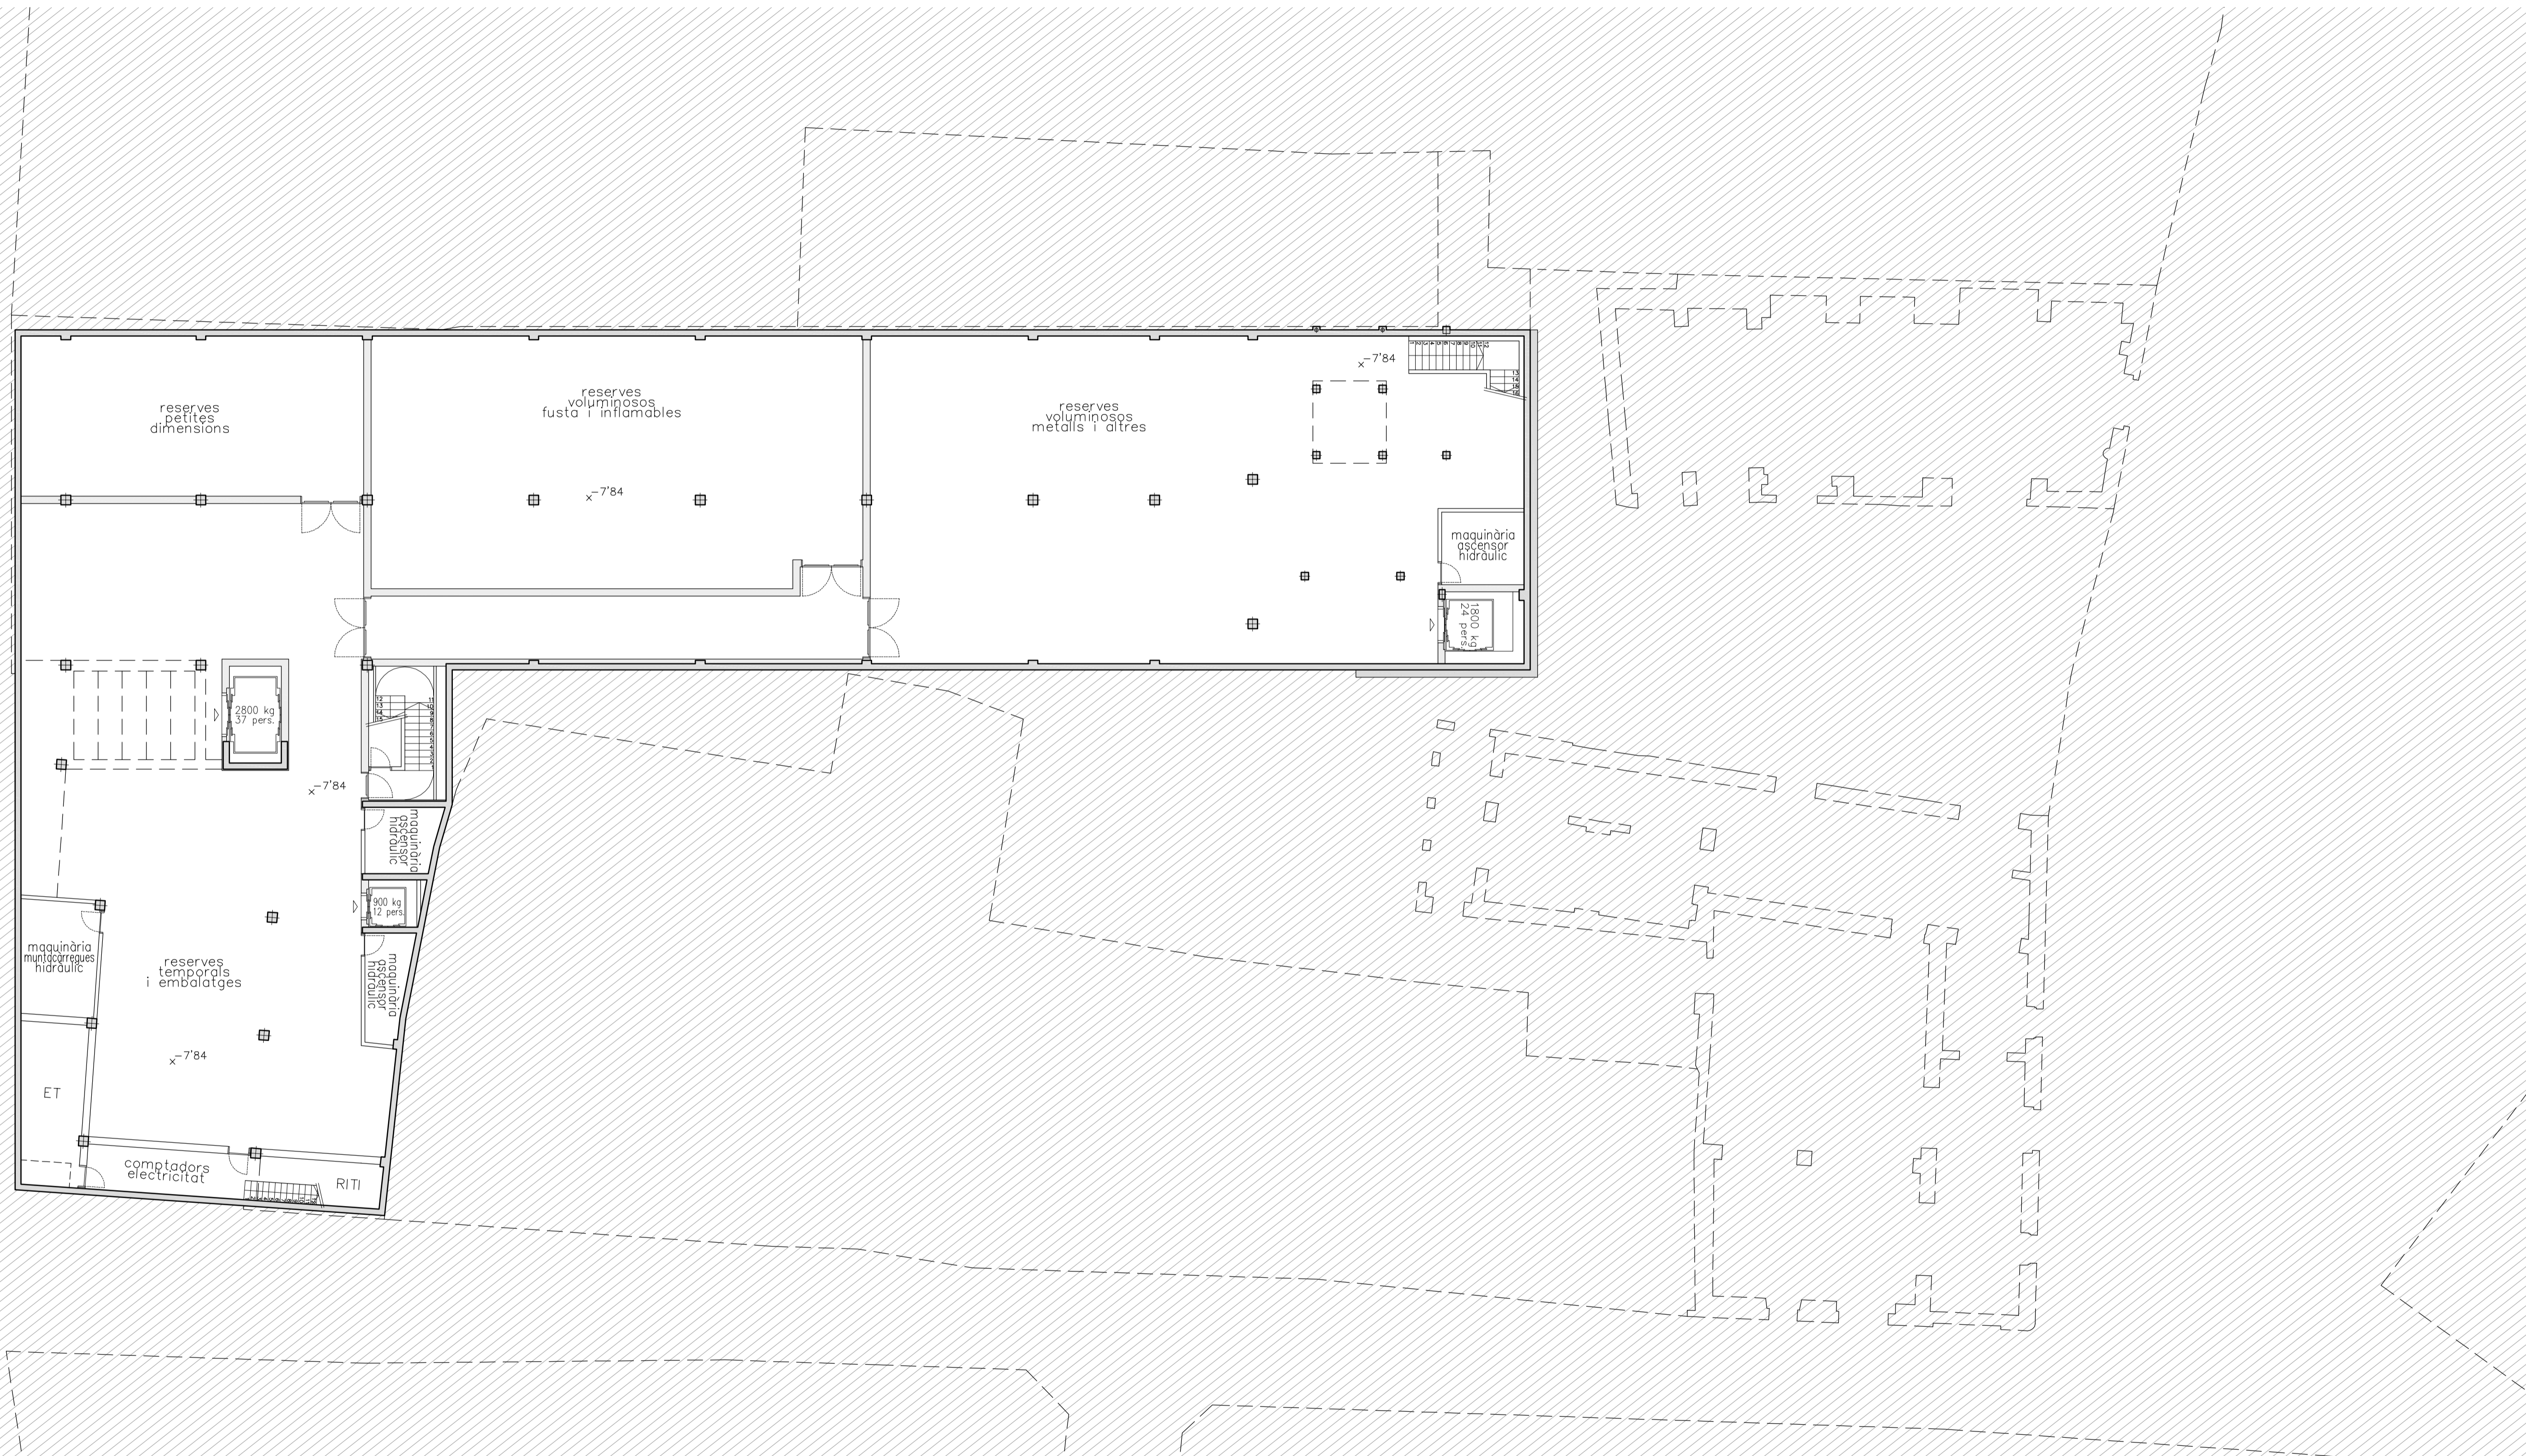 reserves
petites
dimensions
reserves
voluminosos
fusta i inflamables
-7'84
reserves
voluminosos
metalls i altres
-7'84
maquinària
ascensor
hidràulic
1800 kg
24 pers.
2800 kg
37 pers.
-7'84
maquinària
ascensor
hidràulic
900 kg
12 pers.
maquinària
ascensor
hidràulic
maquinària
muntacàrregues
hidràulic
reserves
temporals
i embalatges
-7'84
ET
comptadors
electricitat
RITI